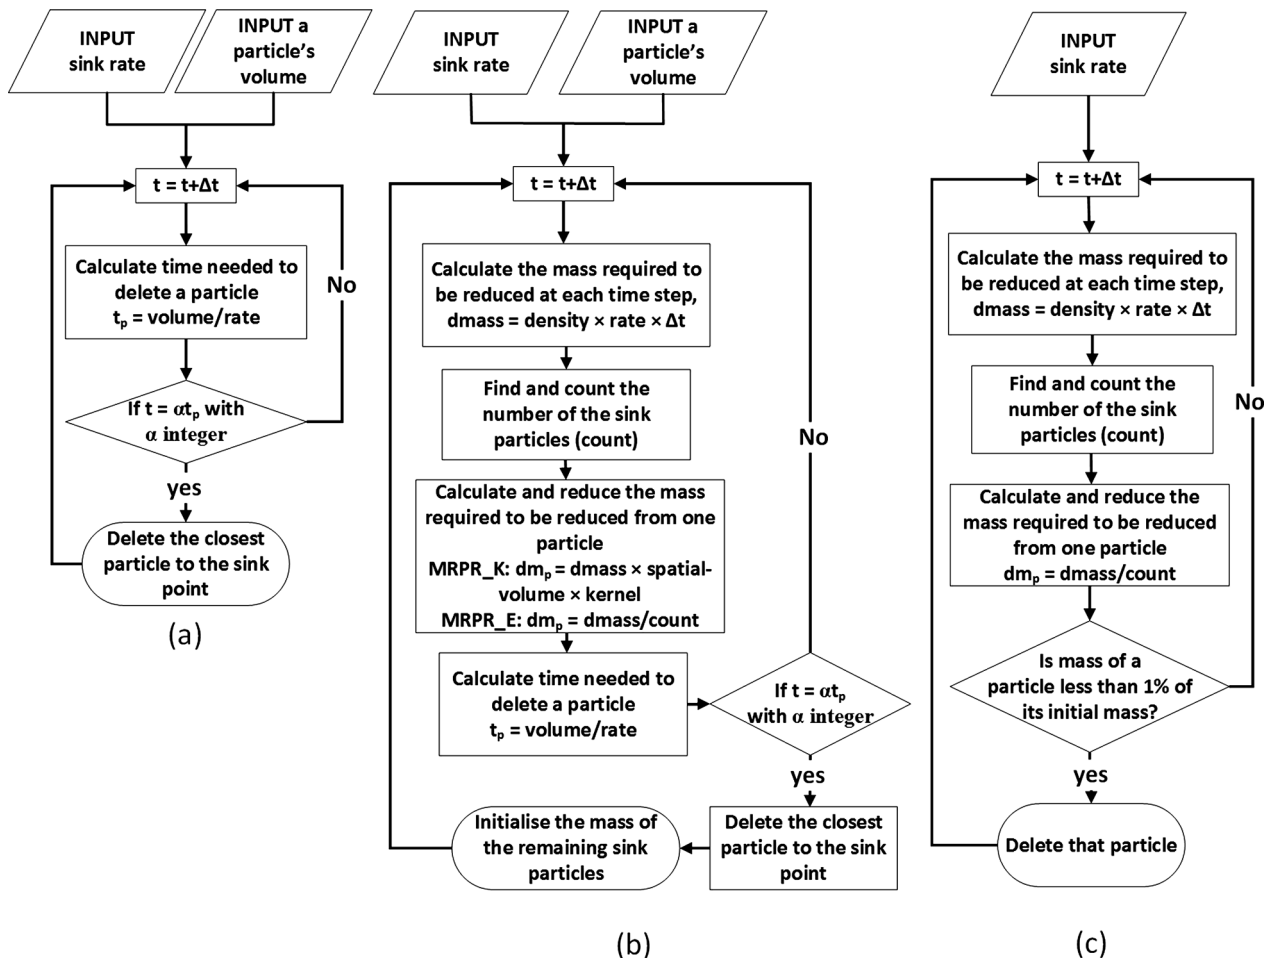 INPUT
sink rate
INPUT a
particle's
volume
t = t+Δt
Calculate time needed to
delete a particle
tₚ = volume/rate
No
If t = αtₚ with
α integer
yes
Delete the closest
particle to the sink
point
(a)
INPUT
sink rate
INPUT a
particle's
volume
t = t+Δt
Calculate the mass required to
be reduced at each time step,
dmass = density × rate × Δt
Find and count the
number of the sink
particles (count)
No
Calculate and reduce the mass
required to be reduced from one
particle
MRPR_K: dmₚ = dmass × spatial-
volume × kernel
MRPR_E: dmₚ = dmass/count
Calculate time needed to
delete a particle
tₚ = volume/rate
If t = αtₚ
with α integer
yes
Delete the closest
particle to the sink
point
Initialise the mass of
the remaining sink
particles
(b)
INPUT
sink rate
t = t+Δt
Calculate the mass required to
be reduced at each time step,
dmass = density × rate × Δt
Find and count the
number of the sink
particles (count)
No
Calculate and reduce the
mass required to be reduced
from one particle
dmₚ = dmass/count
Is mass of a
particle less than 1% of
its initial mass?
yes
Delete that particle
(c)